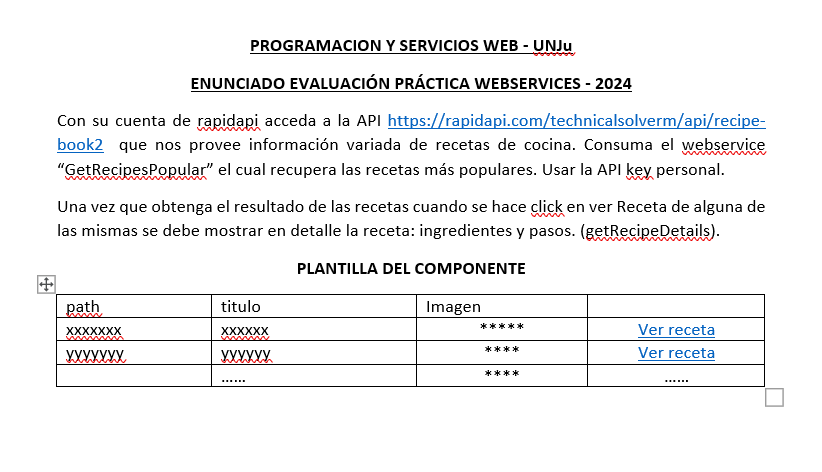 PROGRAMACION Y SERVICIOS WEB - UNJu
ENUNCIADO EVALUACIÓN PRÁCTICA WEBSERVICES - 2024
Con su cuenta de rapidapi acceda a la API https://rapidapi.com/technicalsolverm/api/recipe-
book2 que nos provee información variada de recetas de cocina. Consuma el webservice
“GetRecipesPopular” el cual recupera las recetas más populares. Usar la API key personal.
Una vez que obtenga el resultado de las recetas cuando se hace click en ver Receta de alguna de
las mismas se debe mostrar en detalle la receta: ingredientes y pasos. (getRecipeDetails).
PLANTILLA DEL COMPONENTE
path titulo Imagen
xxxxxxx xxxxxx ***** Ver receta
yyyyyyy yyyyyy **** Ver receta
…... **** …...